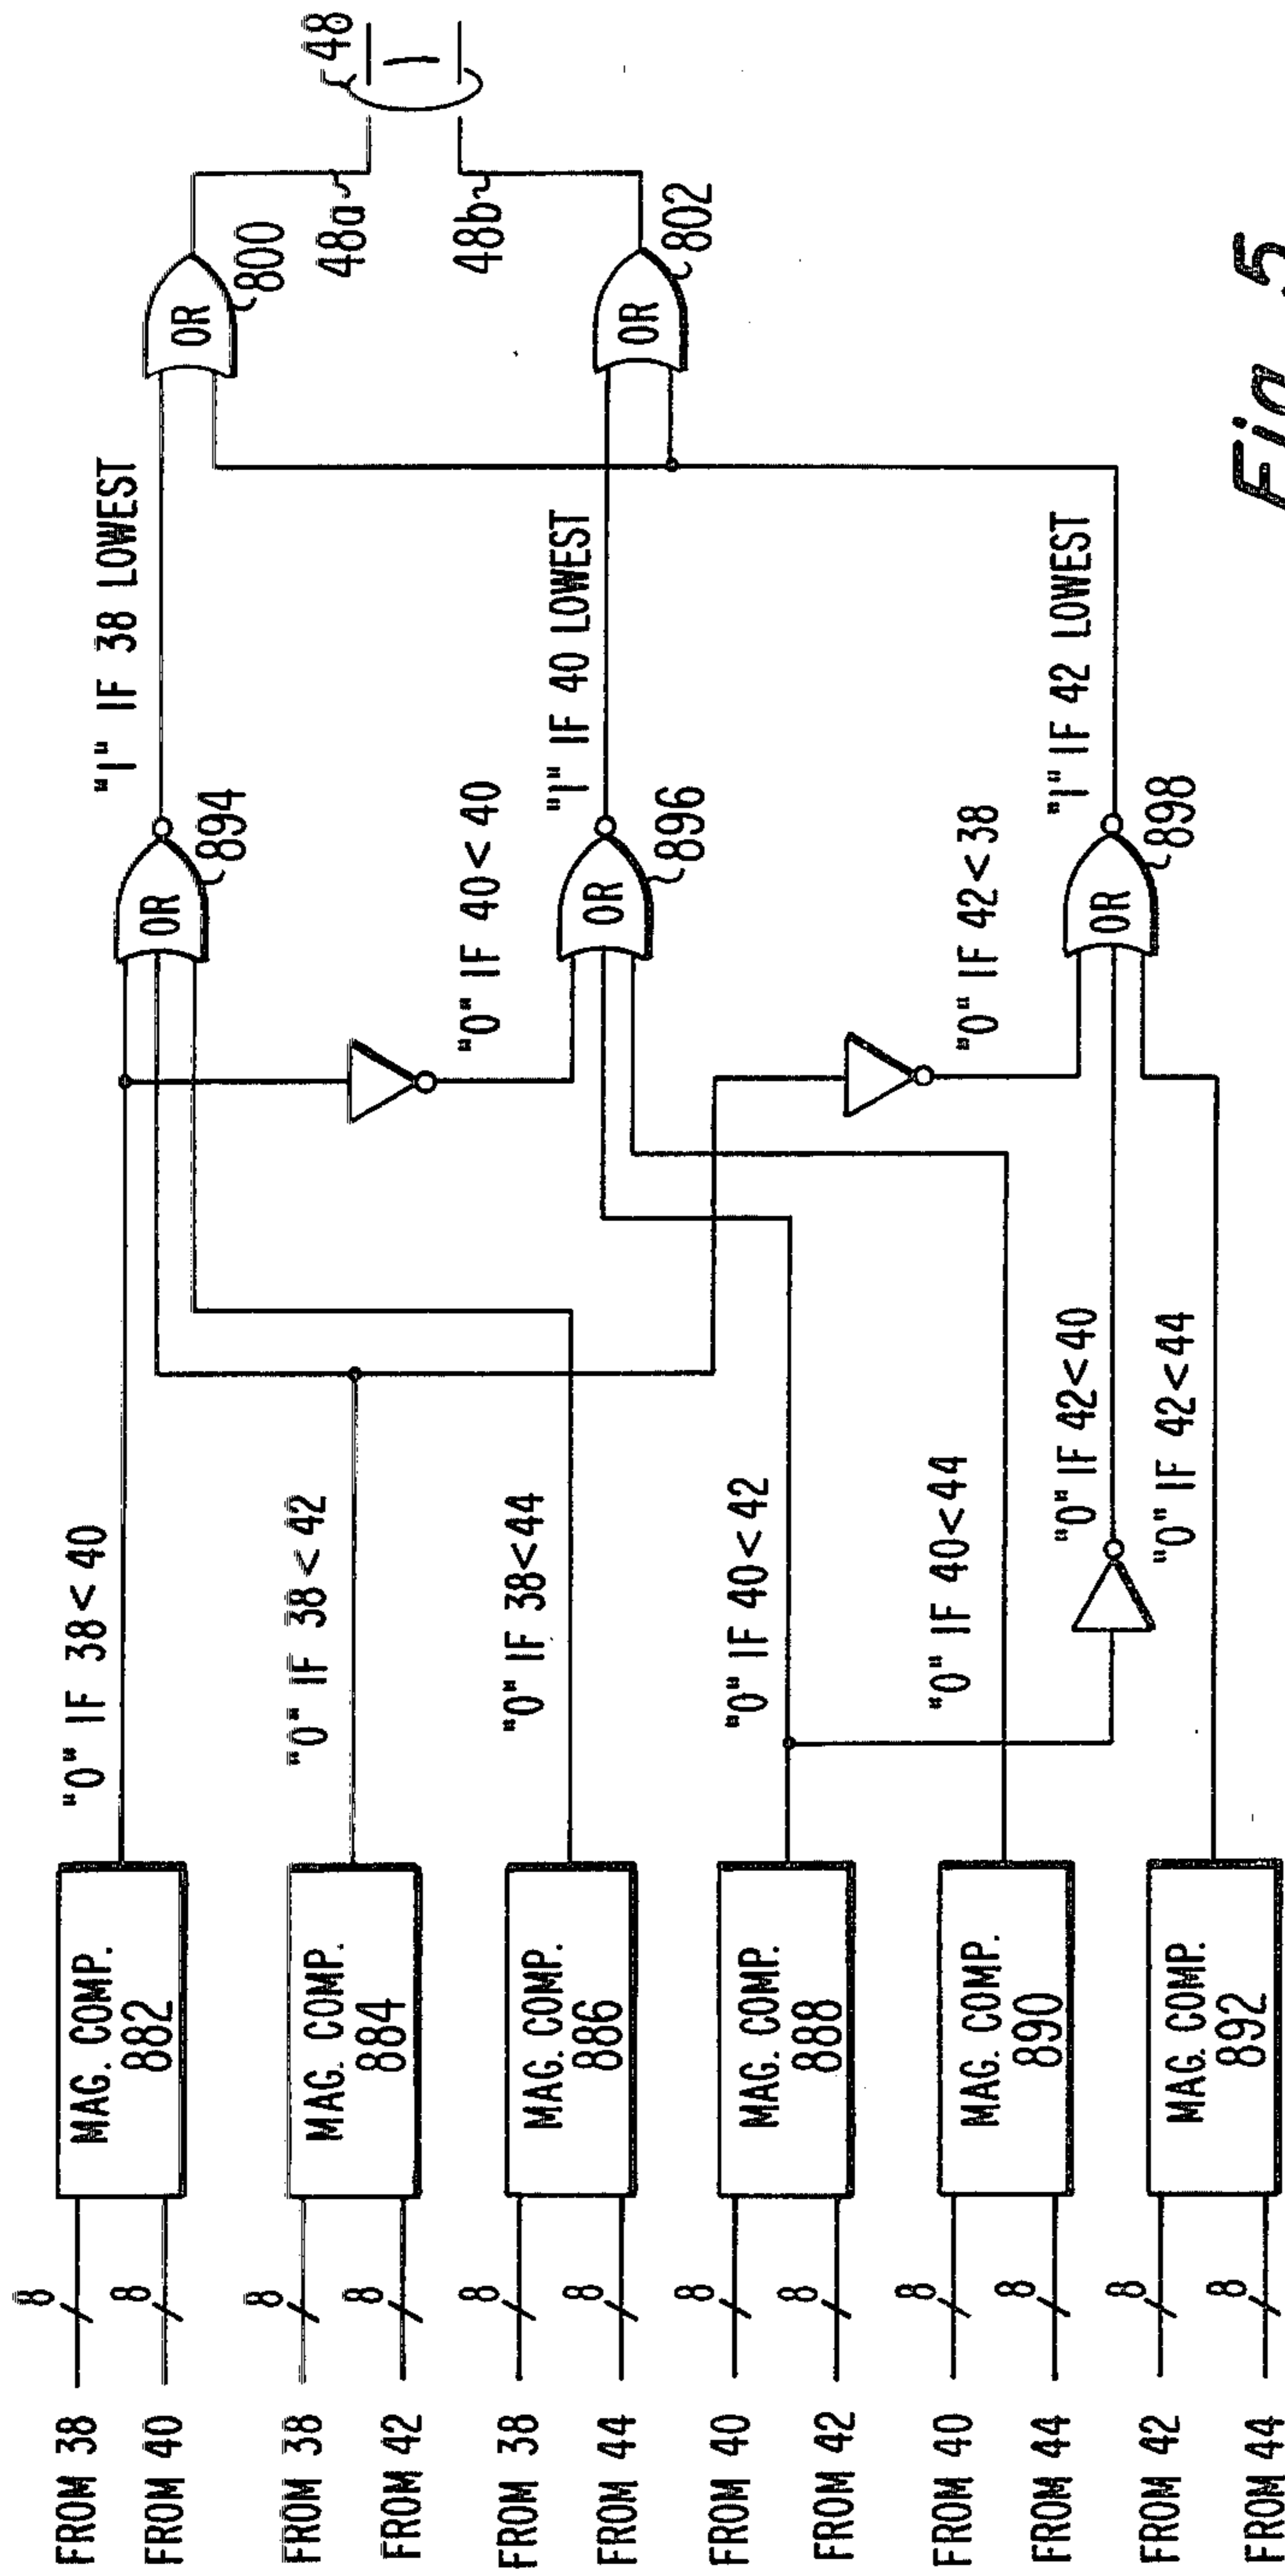 FROM 38
8
FROM 40
8
MAG. COMP.
882
"0" IF 38 < 40
FROM 38
8
FROM 42
8
MAG. COMP.
884
"0" IF 38 < 42
FROM 38
8
FROM 44
8
MAG. COMP.
886
"0" IF 38<44
FROM 40
8
FROM 42
8
MAG. COMP.
888
"0" IF 40<42
FROM 40
8
FROM 44
8
MAG. COMP.
890
"0" IF 40<44
FROM 42
8
FROM 44
8
MAG. COMP.
892
"0" IF 42<40
"0" IF 42<44
OR
894
"0" IF 40< 40
OR
896
"0" IF 42<38
OR
898
"1" IF 38 LOWEST
"1" IF 40 LOWEST
"1" IF 42 LOWEST
OR
800
OR
802
48a
48b
48
Fig. 5